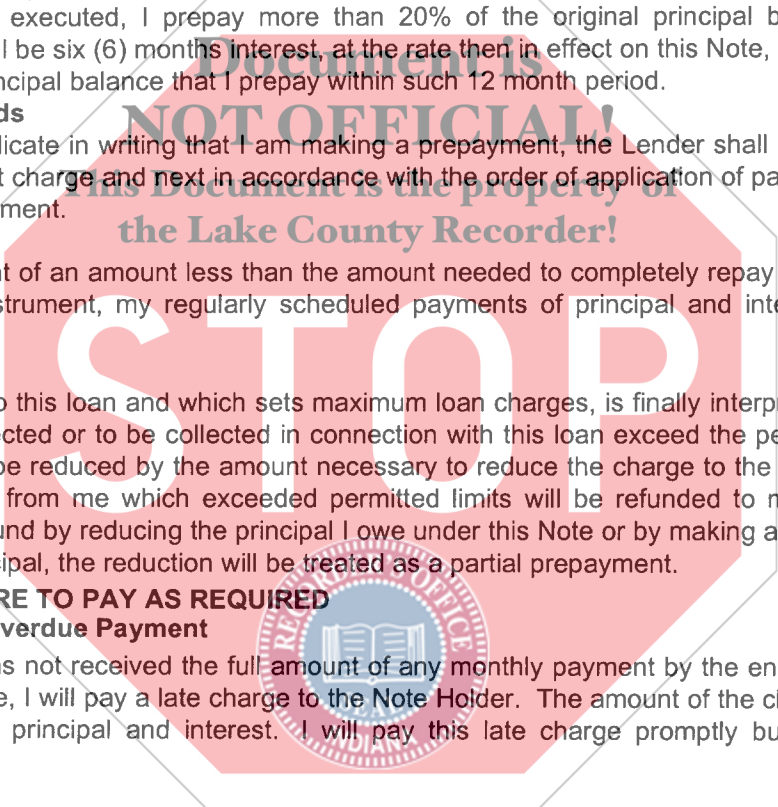 executed, I prepay more than 20% of the original principal b
l be six (6) months interest, at the rate then in effect on this Note,
ncipal balance that I prepay within such 12 month period.
ds
dicate in writing that I am making a prepayment, the Lender shall
t charge and next in accordance with the order of application of pa
ment.
t of an amount less than the amount needed to completely repay
strument, my regularly scheduled payments of principal and inte
o this loan and which sets maximum loan charges, is finally interp
ected or to be collected in connection with this loan exceed the pe
be reduced by the amount necessary to reduce the charge to the
from me which exceeded permitted limits will be refunded to m
und by reducing the principal I owe under this Note or by making a
cipal, the reduction will be treated as a partial prepayment.
RE TO PAY AS REQUIRED
verdue Payment
as not received the full amount of any monthly payment by the en
e, I will pay a late charge to the Note Holder. The amount of the c
principal and interest. I will pay this late charge promptly bu
Document is
NOT OFFICIAL!
This Document is the property of
the Lake County Recorder!
STOP
RECORDER'S OFFICE
SEAL
INDIANA